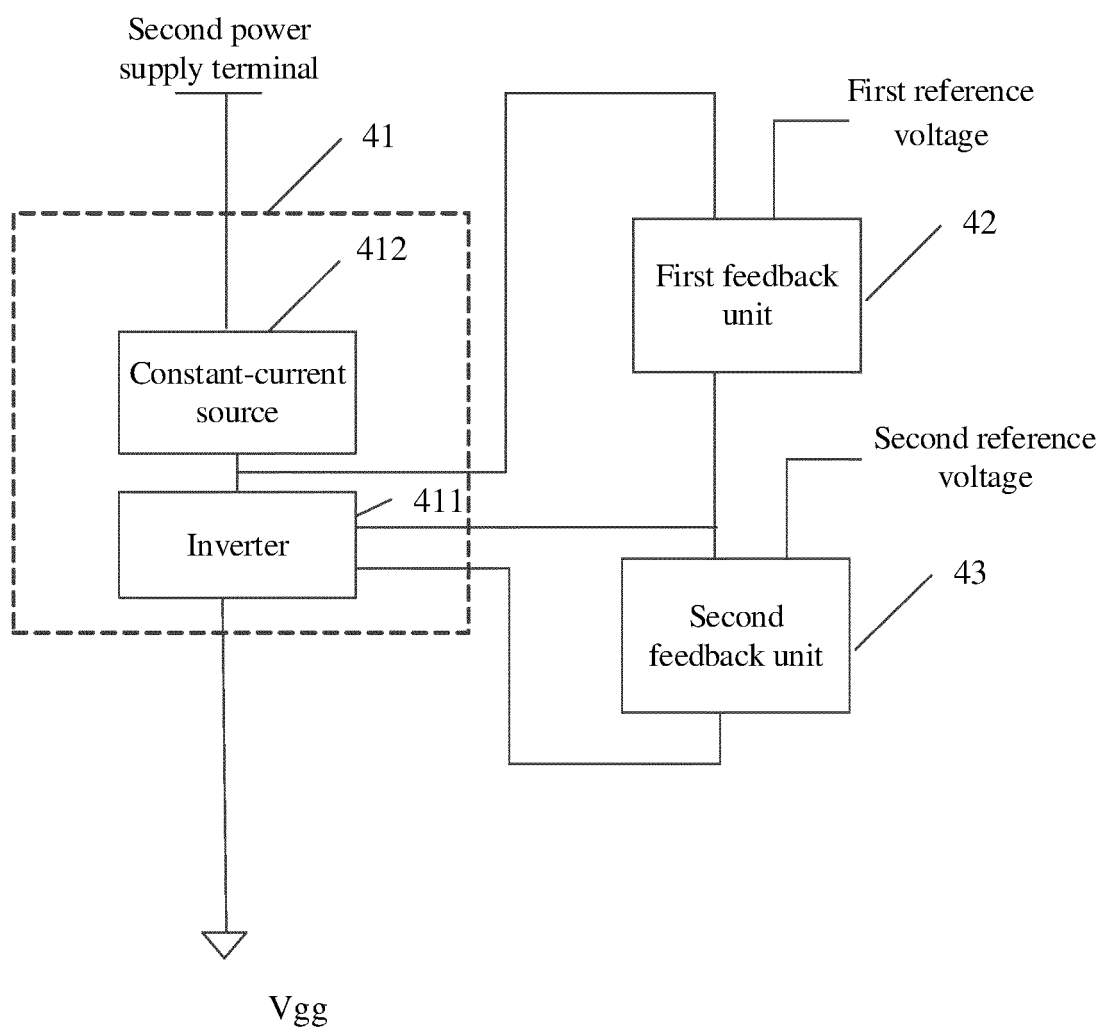 Second power
supply terminal
First reference
voltage
41
42
412
First feedback
unit
Constant-current
source
Second reference
voltage
411
Inverter
43
Second
feedback unit
Vgg